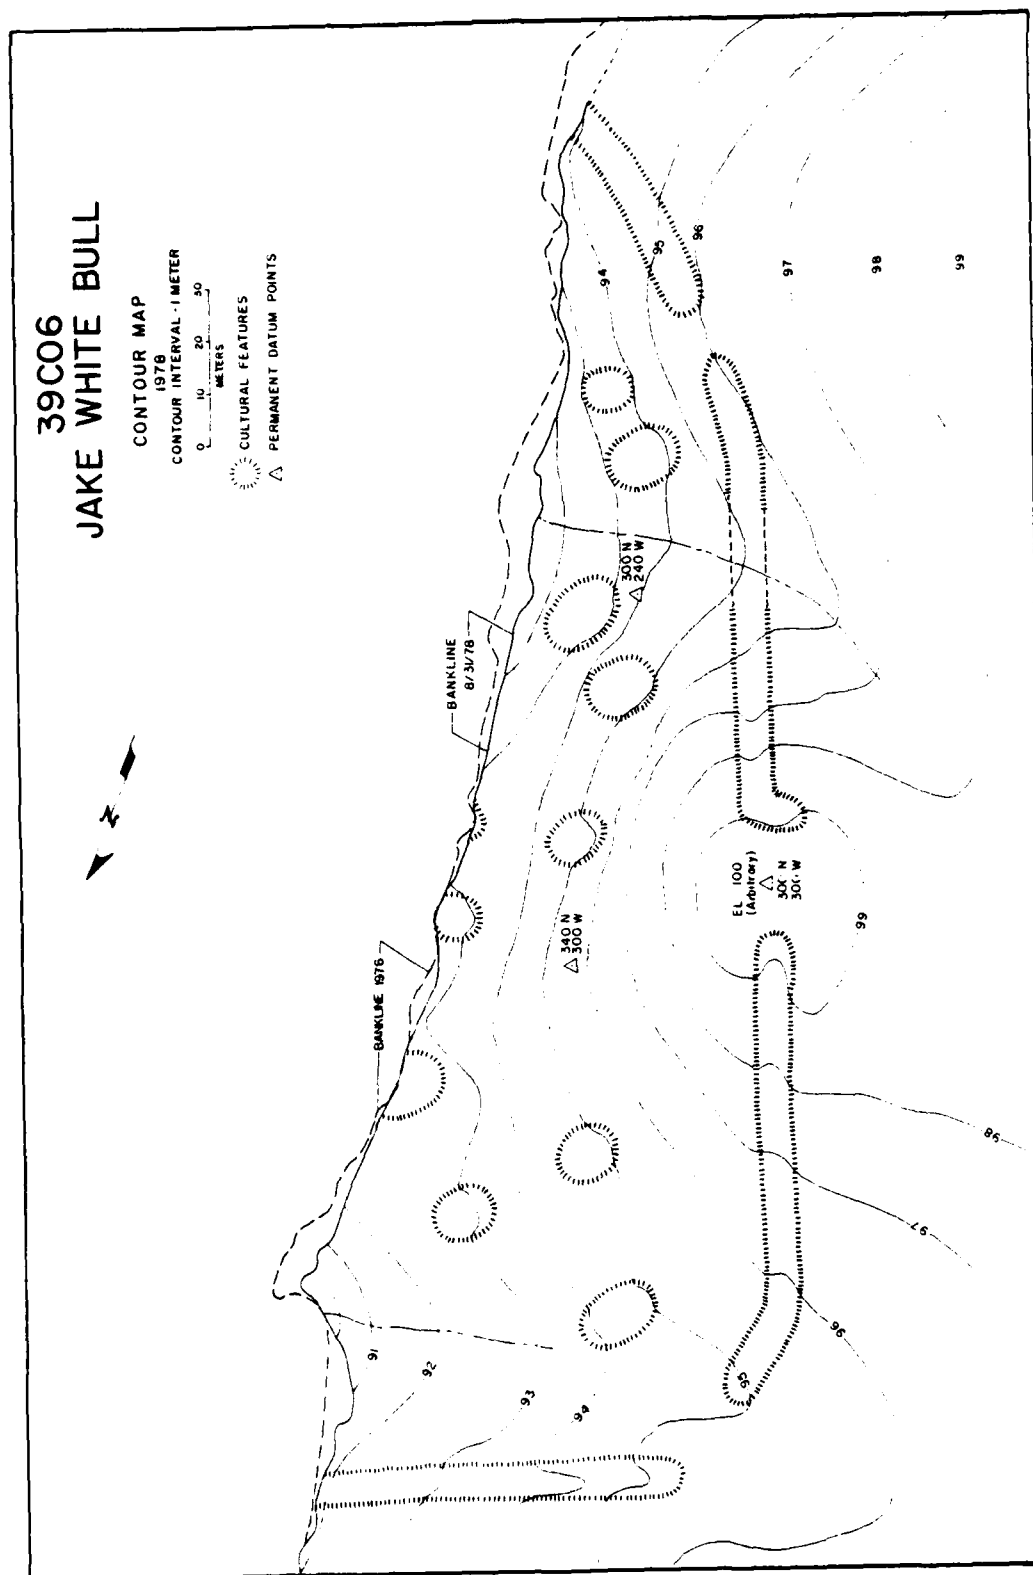 39CO6
JAKE WHITE BULL
CONTOUR MAP
1978
CONTOUR INTERVAL - 1 METER
0 10 20 30
METERS
CULTURAL FEATURES
PERMANENT DATUM POINTS
N
BANKLINE 1976
BANKLINE
8/31/78
340 N
300 W
300 N
240 W
EL 100
(Arbitrary)
300 N
300 W
91
92
93
94
95
96
97
98
99
94
95
96
97
98
99